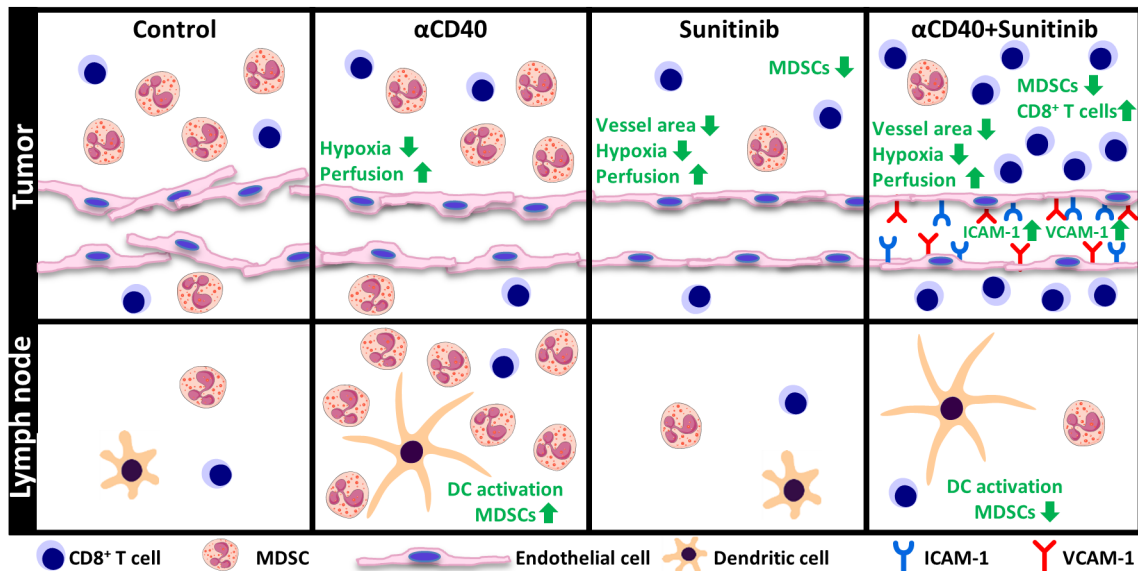 Control
αCD40
Sunitinib
αCD40+Sunitinib
Tumor
Hypoxia
Perfusion
MDSCs
Vessel area
Hypoxia
Perfusion
MDSCs
CD8⁺ T cells
Vessel area
Hypoxia
Perfusion
ICAM-1 VCAM-1
Lymph node
DC activation
MDSCs
DC activation
MDSCs
CD8⁺ T cell MDSC Endothelial cell Dendritic cell ICAM-1 VCAM-1